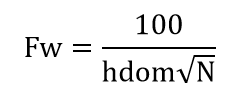 Fw = 100 / hdom√N